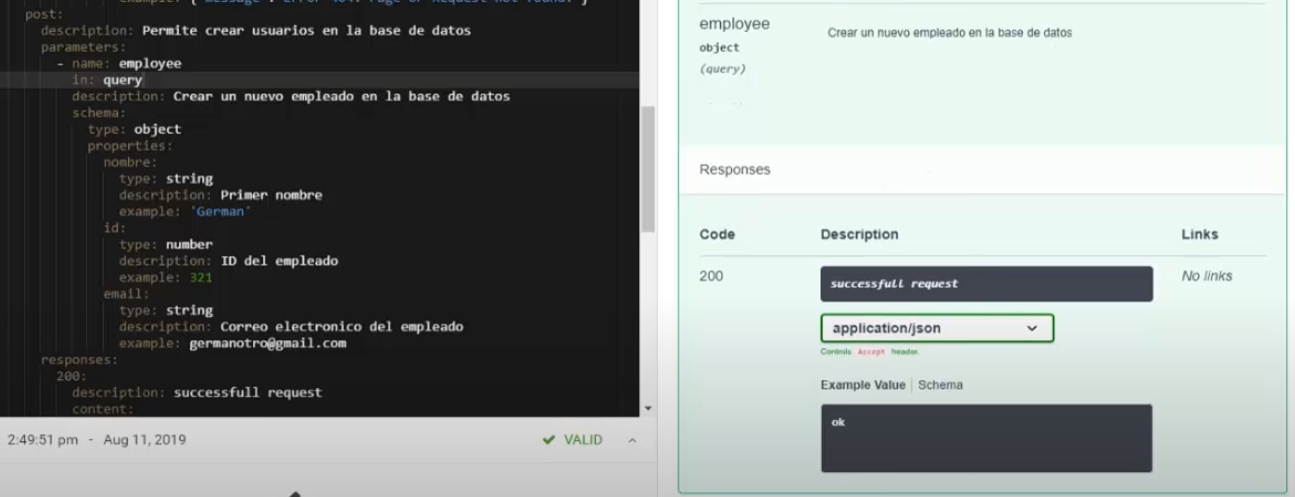 example: { 'message': 'Error 404. Page or Request not found.' }
post:
description: Permite crear usuarios en la base de datos
parameters:
- name: employee
in: query
description: Crear un nuevo empleado en la base de datos
schema:
type: object
properties:
nombre:
type: string
description: Primer nombre
example: 'German'
id:
type: number
description: ID del empleado
example: 321
email:
type: string
description: Correo electronico del empleado
example: germanotro@gmail.com
responses:
200:
description: successfull request
content:
2:49:51 pm - Aug 11, 2019
VALID
employee
object
(query)
Crear un nuevo empleado en la base de datos
Responses
Code Description Links
200 successfull request No links
application/json
Controls Accept header.
Example Value Schema
ok